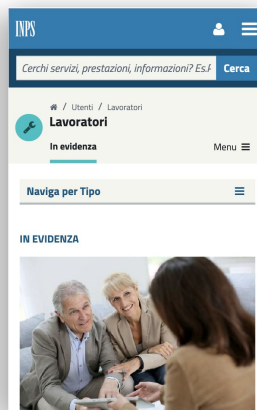 INPS
Cerchi servizi, prestazioni, informazioni? Es.F
Cerca
/ Utenti / Lavoratori
Lavoratori
In evidenza
Menu
Naviga per Tipo
IN EVIDENZA